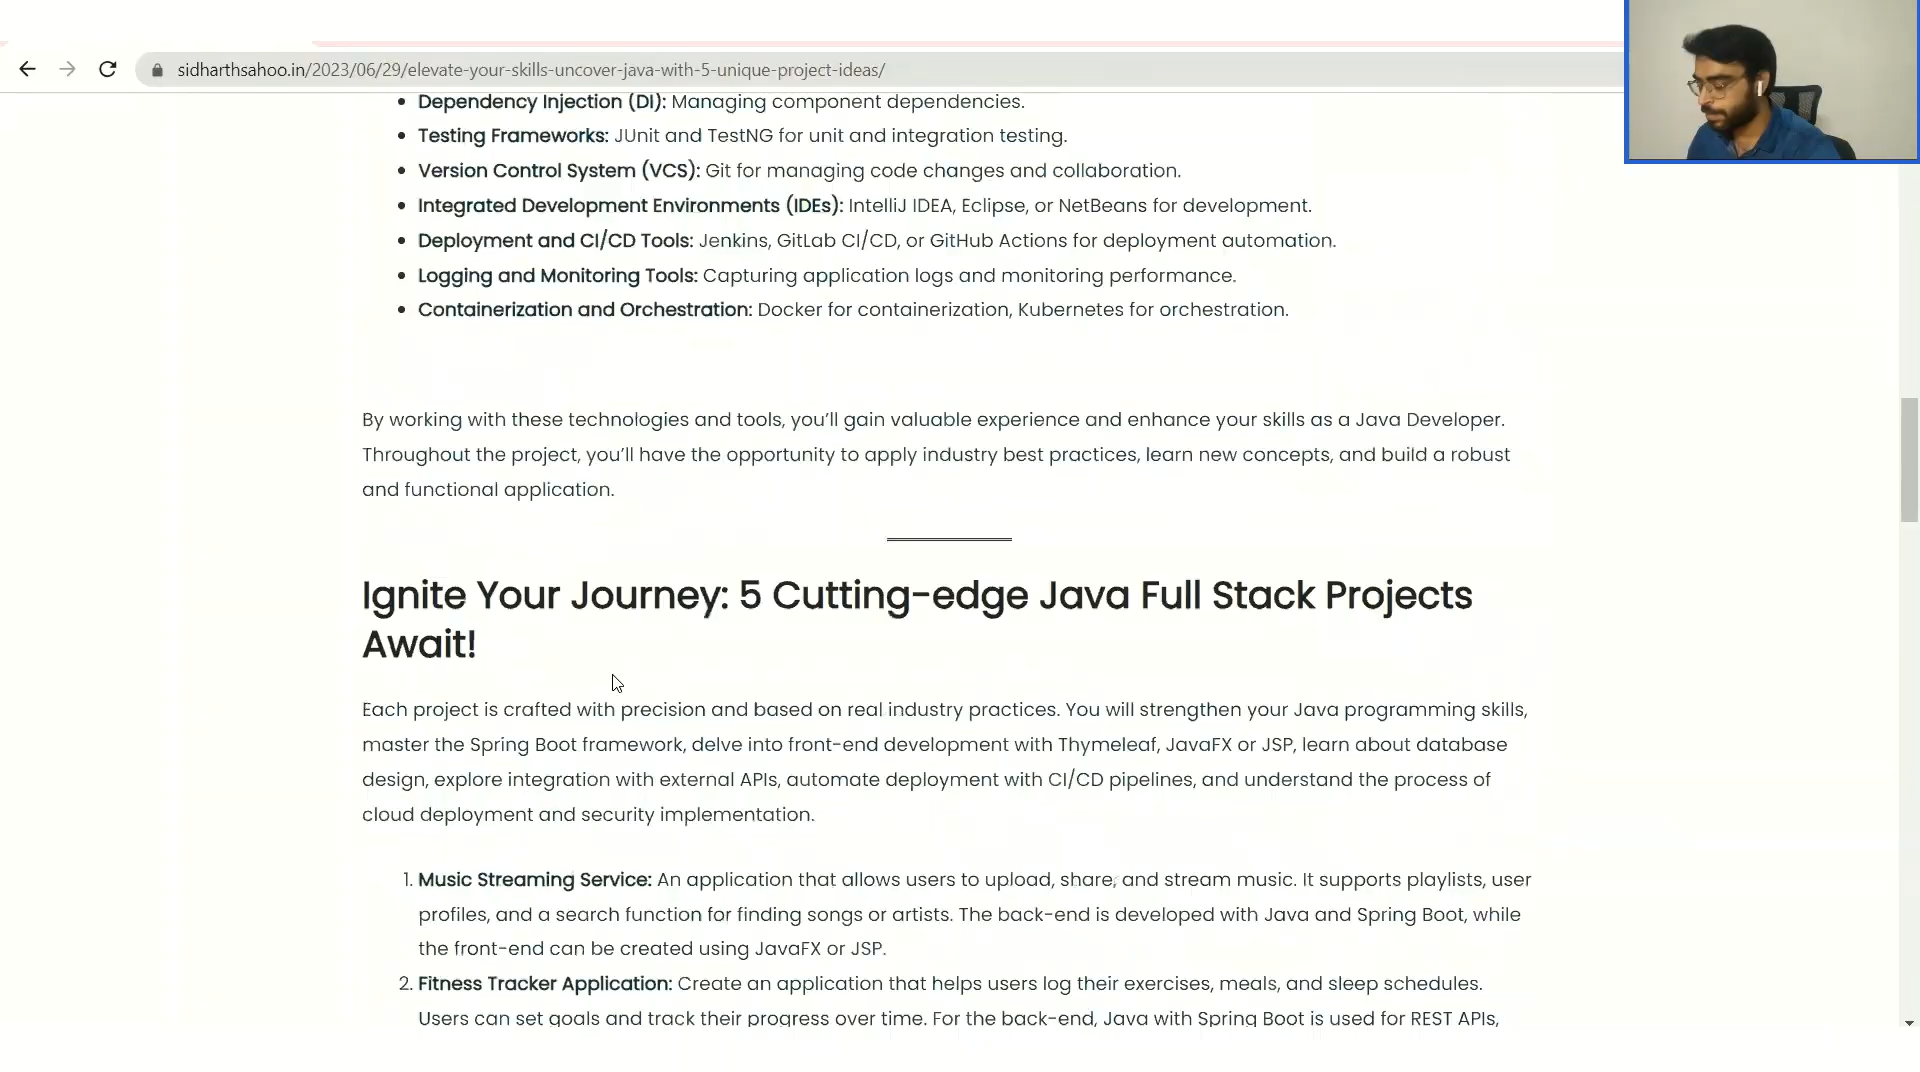 sidharthsahoo.in/2023/06/29/elevate-your-skills-uncover-java-with-5-unique-project-ideas/
Dependency Injection (DI): Managing component dependencies.
Testing Frameworks: JUnit and TestNG for unit and integration testing.
Version Control System (VCS): Git for managing code changes and collaboration.
Integrated Development Environments (IDEs): IntelliJ IDEA, Eclipse, or NetBeans for development.
Deployment and CI/CD Tools: Jenkins, GitLab CI/CD, or GitHub Actions for deployment automation.
Logging and Monitoring Tools: Capturing application logs and monitoring performance.
Containerization and Orchestration: Docker for containerization, Kubernetes for orchestration.
By working with these technologies and tools, you'll gain valuable experience and enhance your skills as a Java Developer.
Throughout the project, you'll have the opportunity to apply industry best practices, learn new concepts, and build a robust
and functional application.
Ignite Your Journey: 5 Cutting-edge Java Full Stack Projects
Await!
Each project is crafted with precision and based on real industry practices. You will strengthen your Java programming skills,
master the Spring Boot framework, delve into front-end development with Thymeleaf, JavaFX or JSP, learn about database
design, explore integration with external APIs, automate deployment with CI/CD pipelines, and understand the process of
cloud deployment and security implementation.
1. Music Streaming Service: An application that allows users to upload, share, and stream music. It supports playlists, user
profiles, and a search function for finding songs or artists. The back-end is developed with Java and Spring Boot, while
the front-end can be created using JavaFX or JSP.
2. Fitness Tracker Application: Create an application that helps users log their exercises, meals, and sleep schedules.
Users can set goals and track their progress over time. For the back-end, Java with Spring Boot is used for REST APIs,